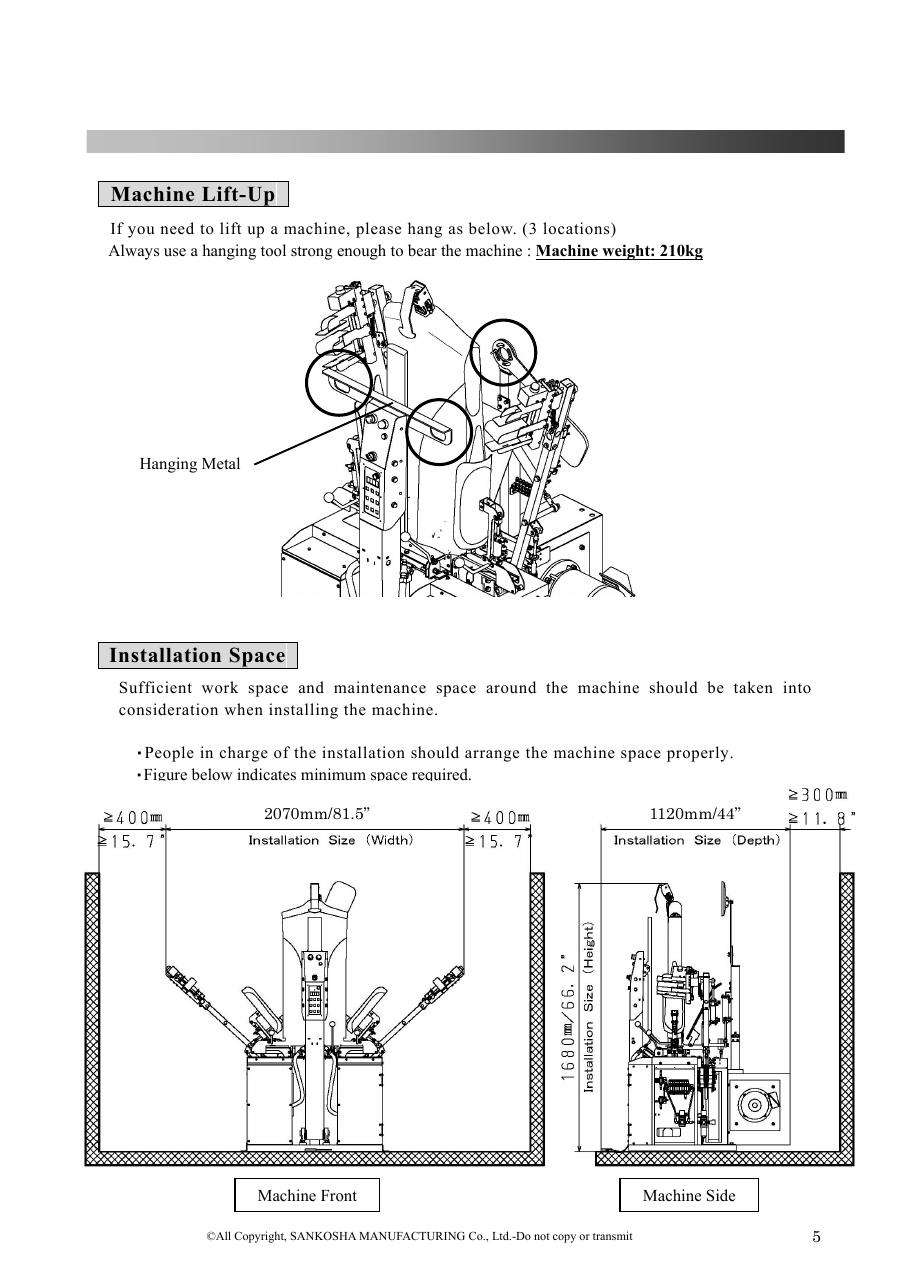 Machine Lift-Up
If you need to lift up a machine, please hang as below. (3 locations)
Always use a hanging tool strong enough to bear the machine : Machine weight: 210kg
Hanging Metal
Installation Space
Sufficient work space and maintenance space around the machine should be taken into
consideration when installing the machine.
・People in charge of the installation should arrange the machine space properly.
・Figure below indicates minimum space required.
≧400㎜
≧15. 7”
2070mm/81.5”
Installation Size (Width)
≧400㎜
≧15. 7”
1120mm/44”
Installation Size (Depth)
≧300㎜
≧11. 8”
1680㎜/66. 2”
Installation Size (Height)
Machine Front
Machine Side
©All Copyright, SANKOSHA MANUFACTURING Co., Ltd.-Do not copy or transmit
5